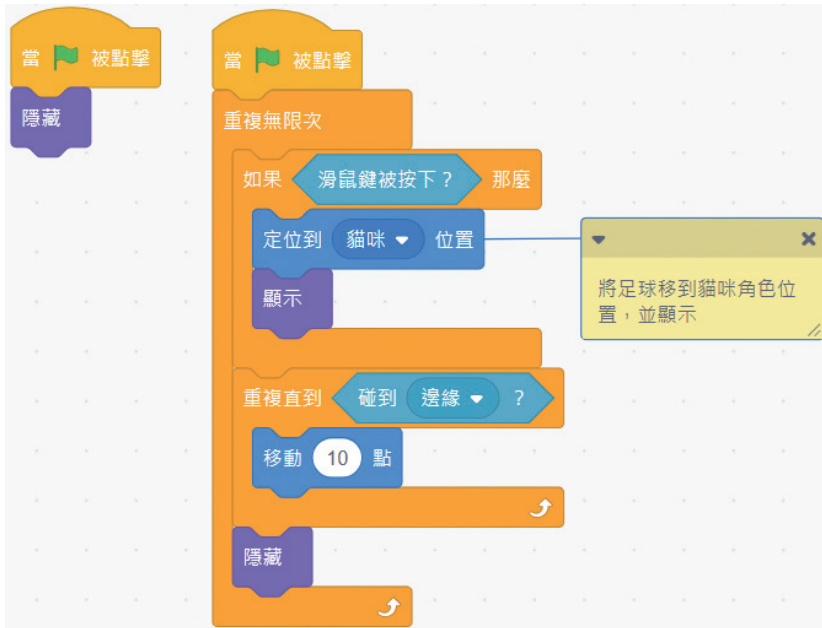 當 被點擊
隱藏
當 被點擊
重複無限次
如果 滑鼠鍵被按下？ 那麼
定位到 貓咪 位置
顯示
將足球移到貓咪角色位
置，並顯示
重複直到 碰到 邊緣 ？
移動 10 點
隱藏